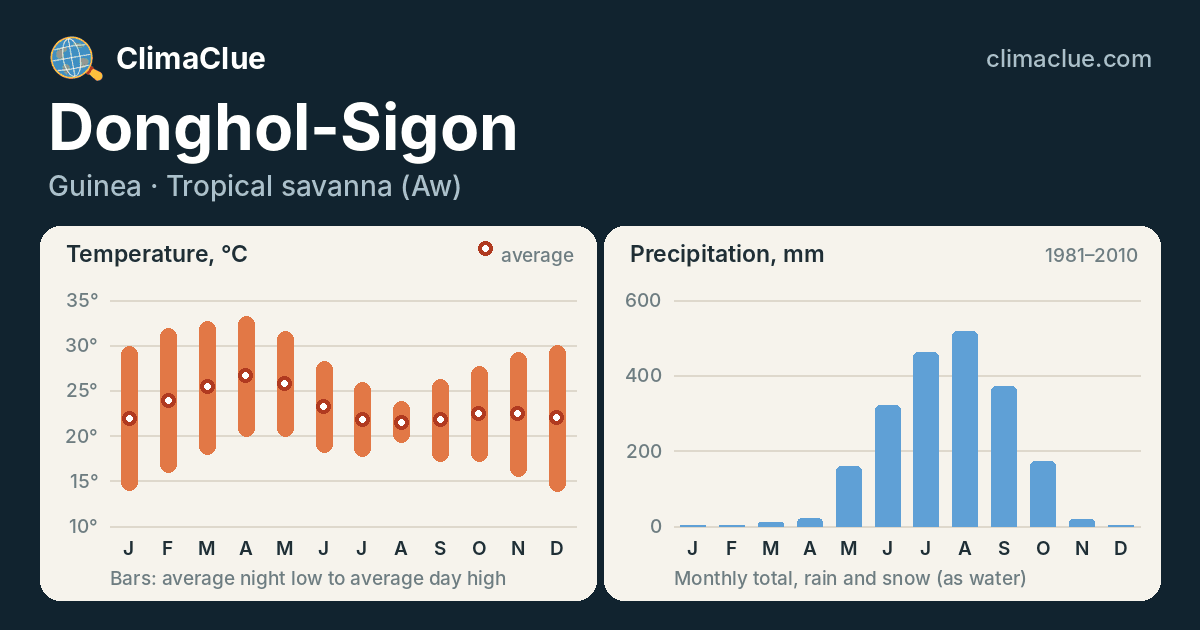 ClimaClue
climaclue.com
Donghol-Sigon
Guinea · Tropical savanna (Aw)
Temperature, °C
average
35°
30°
25°
20°
15°
10°
J F M A M J J A S O N D
Bars: average night low to average day high
Precipitation, mm
1981–2010
600
400
200
0
J F M A M J J A S O N D
Monthly total, rain and snow (as water)